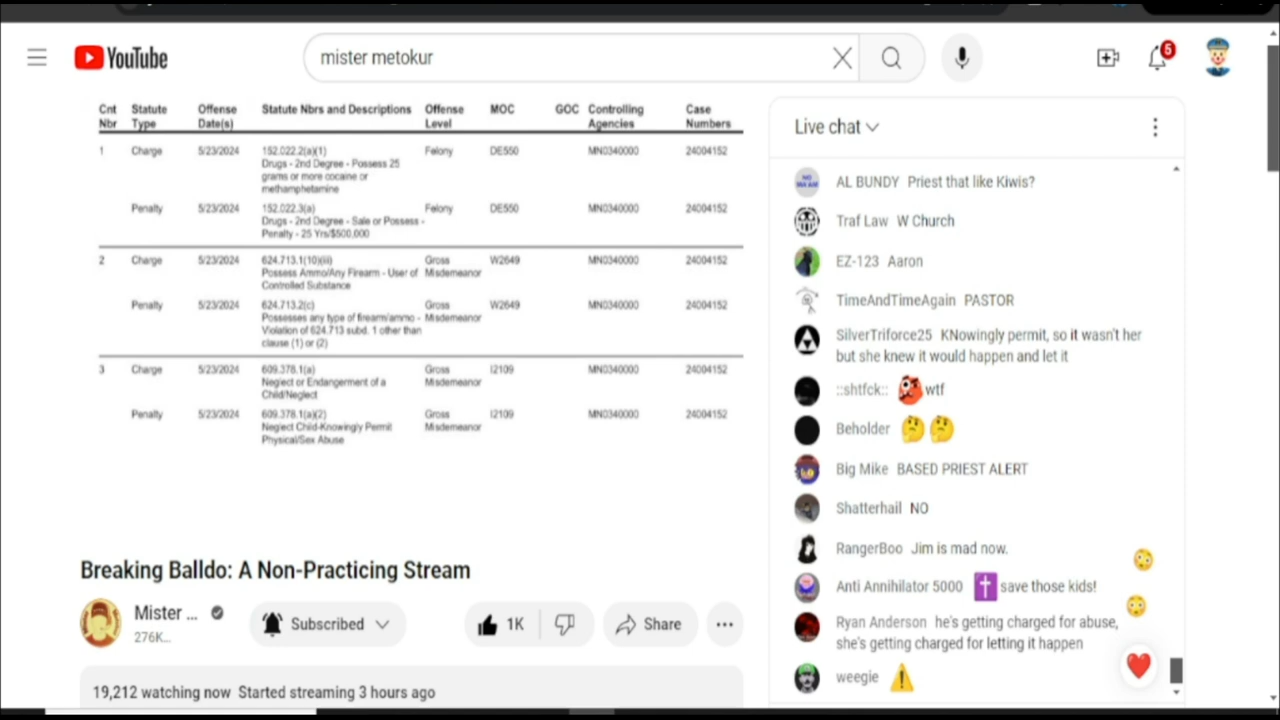 YouTube
mister metokur
5
Cnt Nbr Statute Type Offense Date(s) Statute Nbrs and Descriptions Offense Level MOC GOC Controlling Agencies Case Numbers
1 Charge 5/23/2024 152.022.2(a)(1) Felony DE550 MN0340000 24004152
Drugs - 2nd Degree - Possess 25
grams or more cocaine or
methamphetamine
Penalty 5/23/2024 152.022.3(a) Felony DE550 MN0340000 24004152
Drugs - 2nd Degree - Sale or Possess -
Penalty - 25 Yrs/$500,000
2 Charge 5/23/2024 624.713.1(10)(iii) Gross Misdemeanor W2649 MN0340000 24004152
Possess Ammo/Any Firearm - User of
Controlled Substance
Penalty 5/23/2024 624.713.2(c) Gross Misdemeanor W2649 MN0340000 24004152
Possesses any type of firearm/ammo -
Violation of 624.713 subd. 1 other than
clause (1) or (2)
3 Charge 5/23/2024 609.378.1(a) Gross Misdemeanor I2109 MN0340000 24004152
Neglect or Endangerment of a
Child/Neglect
Penalty 5/23/2024 609.378.1(a)(2) Gross Misdemeanor I2109 MN0340000 24004152
Neglect Child-Knowingly Permit
Physical/Sex Abuse
Breaking Balldo: A Non-Practicing Stream
Mister ...
276K...
Subscribed
1K
Share
19,212 watching now Started streaming 3 hours ago
Live chat
AL BUNDY Priest that like Kiwis?
Traf Law W Church
EZ-123 Aaron
TimeAndTimeAgain PASTOR
SilverTriforce25 KNowingly permit, so it wasn't her
but she knew it would happen and let it
::shtfck:: wtf
Beholder 🤔🤔
Big Mike BASED PRIEST ALERT
Shatterhail NO
RangerBoo Jim is mad now.
Anti Annihilator 5000 ✝️ save those kids!
Ryan Anderson he's getting charged for abuse,
she's getting charged for letting it happen
weegie ⚠️